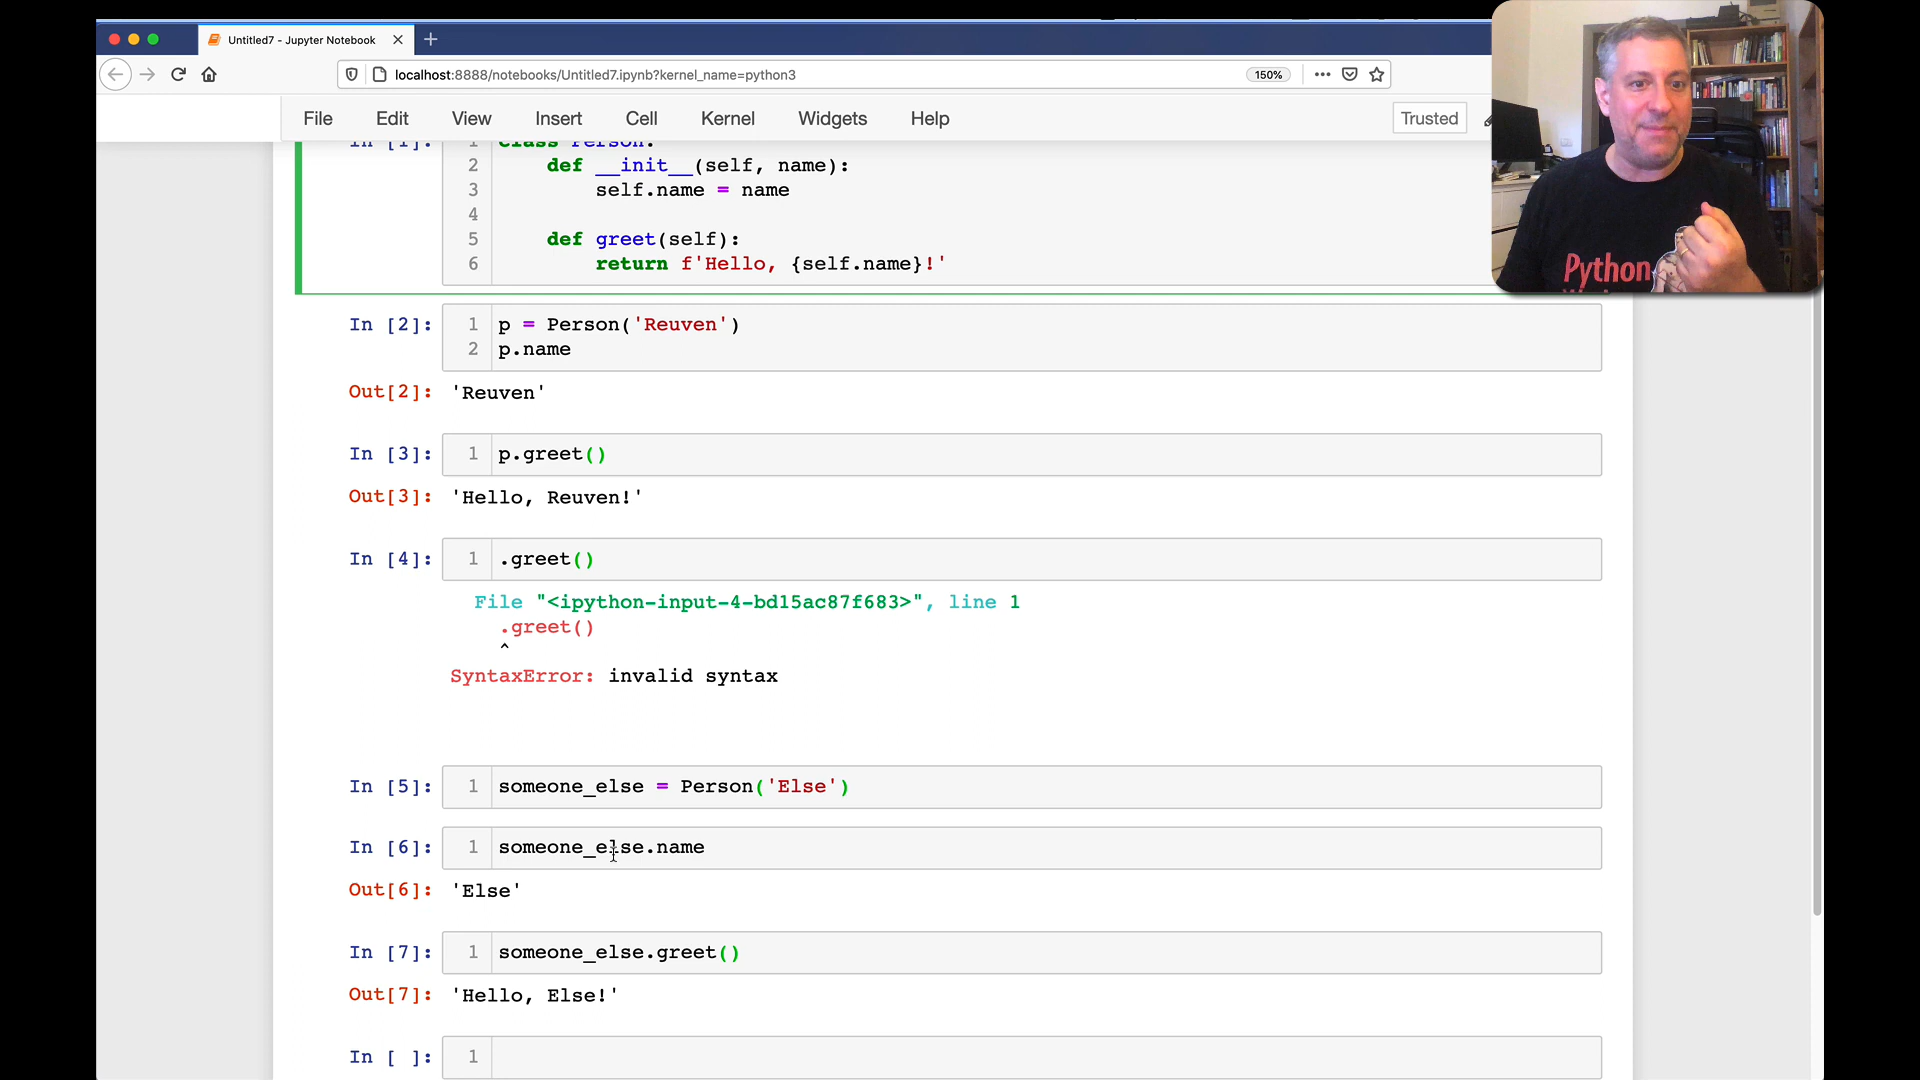 Untitled7 - Jupyter Notebook
localhost:8888/notebooks/Untitled7.ipynb?kernel_name=python3
150%
File Edit View Insert Cell Kernel Widgets Help
Trusted
In [1]: 1 class Person:
2 def __init__(self, name):
3 self.name = name
4
5 def greet(self):
6 return f'Hello, {self.name}!'
Python
In [2]: 1 p = Person('Reuven')
2 p.name
Out[2]: 'Reuven'
In [3]: 1 p.greet()
Out[3]: 'Hello, Reuven!'
In [4]: 1 .greet()
File "<ipython-input-4-bd15ac87f683>", line 1
.greet()
^
SyntaxError: invalid syntax
In [5]: 1 someone_else = Person('Else')
In [6]: 1 someone_else.name
Out[6]: 'Else'
In [7]: 1 someone_else.greet()
Out[7]: 'Hello, Else!'
In [ ]: 1